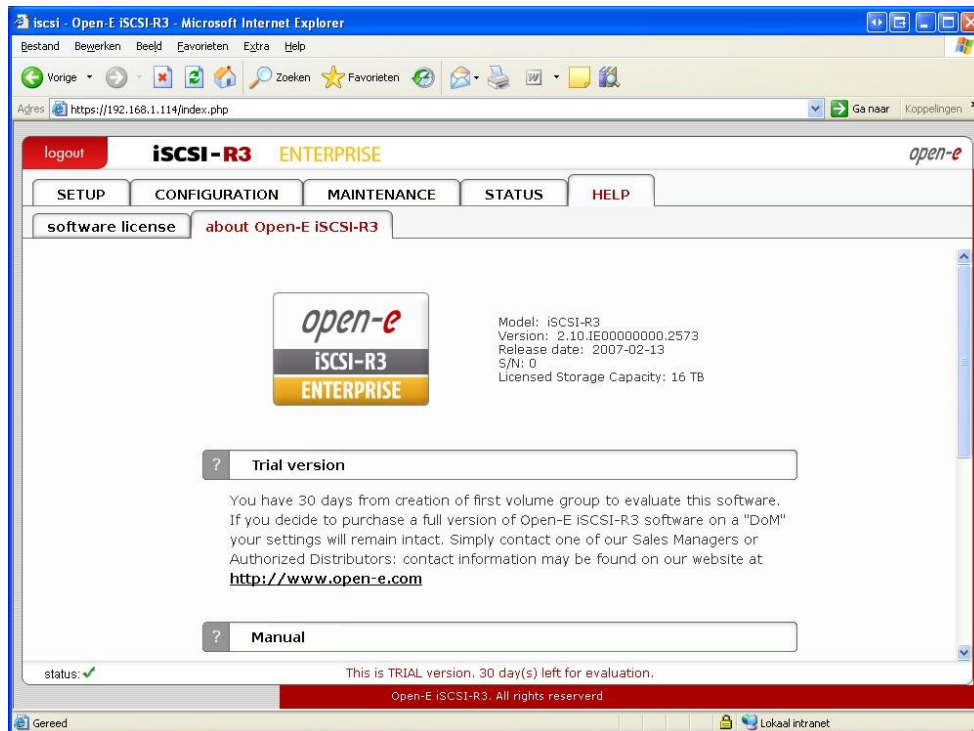 iscsi - Open-E iSCSI-R3 - Microsoft Internet Explorer
Bestand Bewerken Beeld Favorieten Extra Help
Vorige Zoeken Favorieten
Adres https://192.168.1.114/index.php Ga naar Koppelingen
logout iSCSI-R3 ENTERPRISE open-e
SETUP CONFIGURATION MAINTENANCE STATUS HELP
software license about Open-E iSCSI-R3
open-e
iSCSI-R3
ENTERPRISE
Model: iSCSI-R3
Version: 2.10.IE00000000.2573
Release date: 2007-02-13
S/N: 0
Licensed Storage Capacity: 16 TB
? Trial version
You have 30 days from creation of first volume group to evaluate this software.
If you decide to purchase a full version of Open-E iSCSI-R3 software on a "DoM"
your settings will remain intact. Simply contact one of our Sales Managers or
Authorized Distributors: contact information may be found on our website at
http://www.open-e.com
? Manual
status: This is TRIAL version. 30 day(s) left for evaluation.
Open-E iSCSI-R3. All rights reserverd
Gereed Lokaal intranet